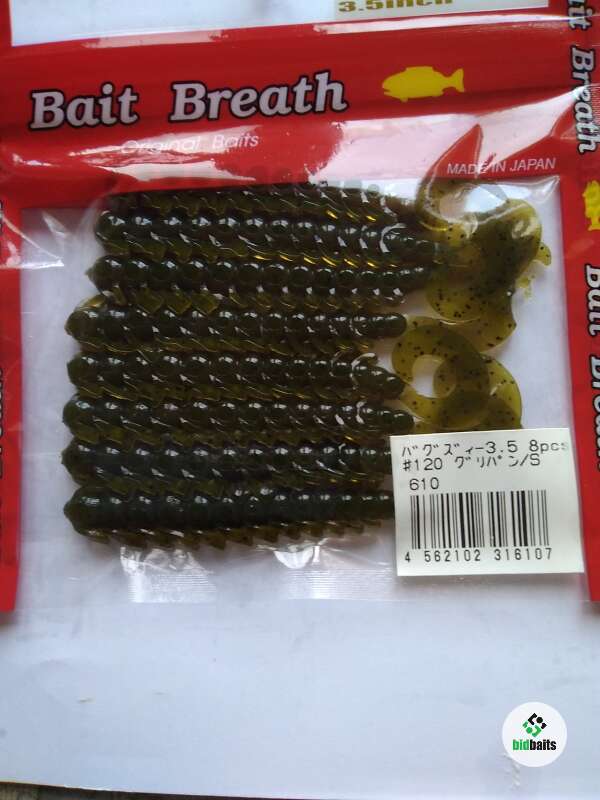 3.5inch
Bait Breath
Original Baits
MADE IN JAPAN
Bait Breath
バグズィー3.5 8pcs
#120 グリパン/S
610
4 562102 316107
bidbaits